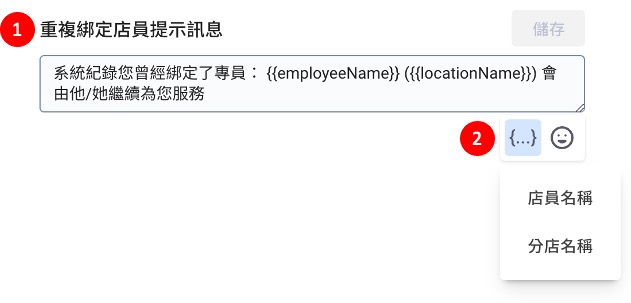 1 重複綁定店員提示訊息 儲存
系統紀錄您曾經綁定了專員： {{employeeName}} ({{locationName}}) 會
由他/她繼續為您服務
2 {...}
店員名稱
分店名稱